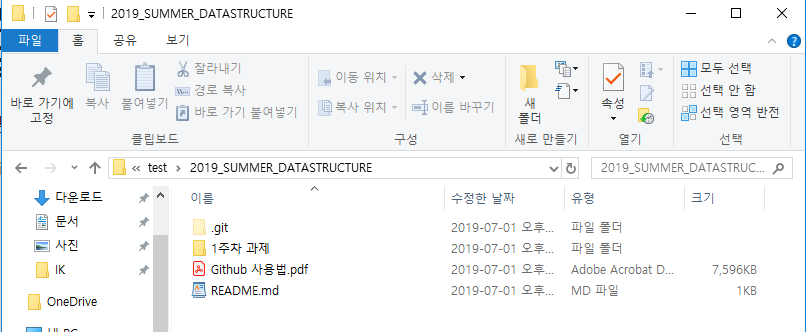 2019_SUMMER_DATASTRUCTURE
파일 홈 공유 보기
바로 가기에 고정
복사
붙여넣기
잘라내기
경로 복사
바로 가기 붙여넣기
클립보드
이동 위치
복사 위치
삭제
이름 바꾸기
구성
새 폴더
새로 만들기
속성
열기
모두 선택
선택 안 함
선택 영역 반전
선택
« test › 2019_SUMMER_DATASTRUCTURE
2019_SUMMER_DATASTRUC...
다운로드
문서
사진
IK
OneDrive
이름 수정한 날짜 유형 크기
.git 2019-07-01 오후... 파일 폴더
1주차 과제 2019-07-01 오후... 파일 폴더
Github 사용법.pdf 2019-07-01 오후... Adobe Acrobat D... 7,596KB
README.md 2019-07-01 오후... MD 파일 1KB